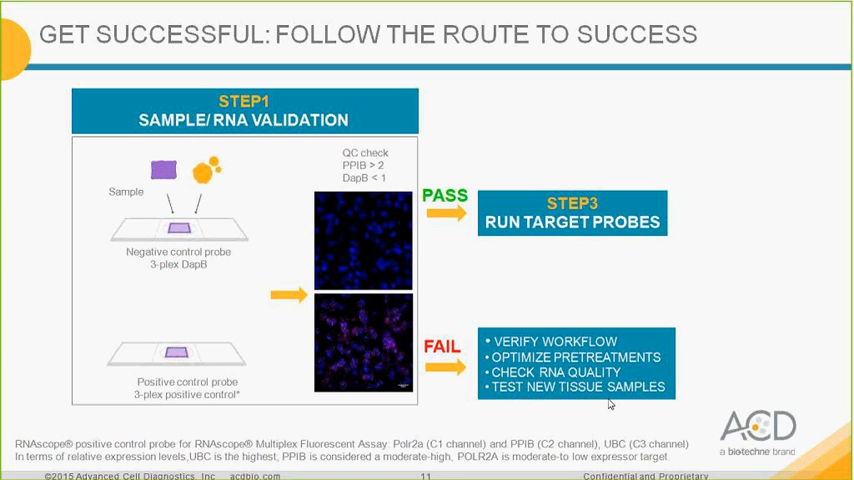 GET SUCCESSFUL: FOLLOW THE ROUTE TO SUCCESS
STEP1
SAMPLE/ RNA VALIDATION
QC check
PPIB > 2
DapB < 1
Sample
Negative control probe
3-plex DapB
Positive control probe
3-plex positive control*
PASS
STEP3
RUN TARGET PROBES
FAIL
• VERIFY WORKFLOW
• OPTIMIZE PRETREATMENTS
• CHECK RNA QUALITY
• TEST NEW TISSUE SAMPLES
ACD
a biotechne brand
RNAscope® positive control probe for RNAscope® Multiplex Fluorescent Assay: Polr2a (C1 channel) and PPIB (C2 channel), UBC (C3 channel)
In terms of relative expression levels,UBC is the highest, PPIB is considered a moderate-high, POLR2A is moderate-to low expressor target.
©2015 Advanced Cell Diagnostics, Inc acdbio.com 11 Confidential and Proprietary